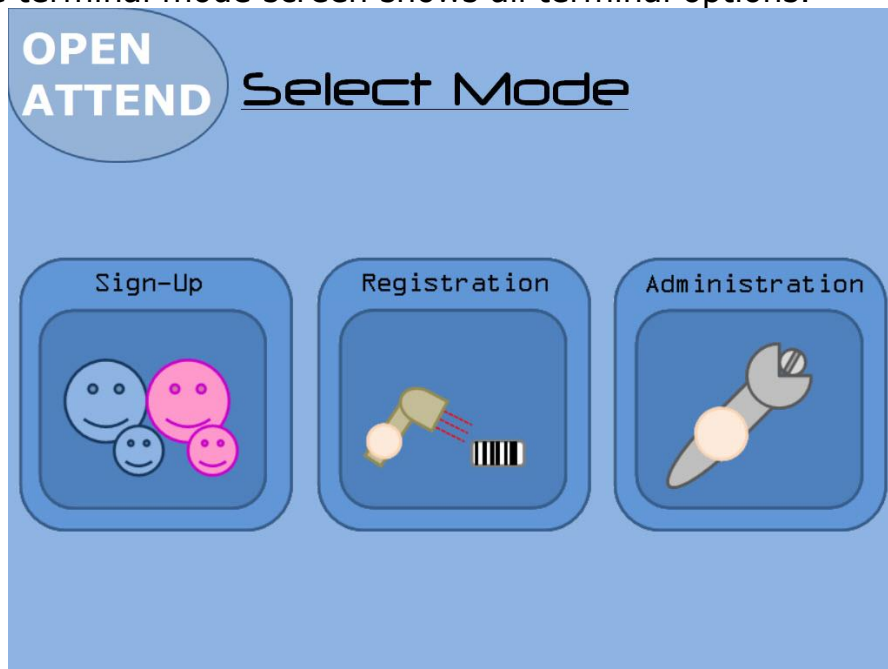 terminal mode screen shows all terminal options.
OPEN
ATTEND
Select Mode
Sign-Up
Registration
Administration